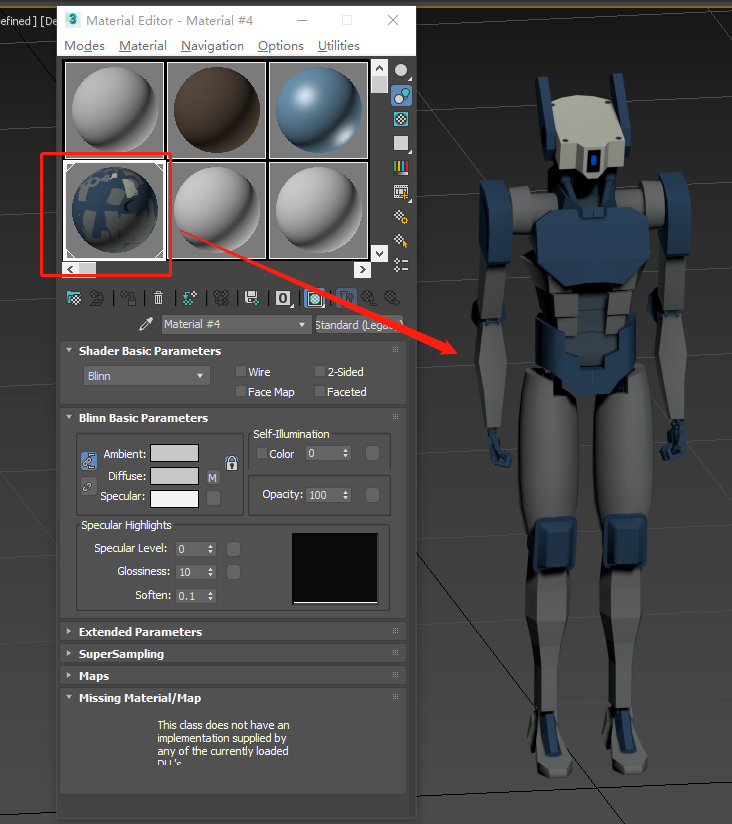 efined ] [De
3 Material Editor - Material #4
Modes Material Navigation Options Utilities
Material #4 Standard (Legacy)
Shader Basic Parameters
Blinn
Wire 2-Sided
Face Map Faceted
Blinn Basic Parameters
Self-Illumination
Ambient:
Color 0
Diffuse: M
Specular:
Opacity: 100
Specular Highlights
Specular Level: 0
Glossiness: 10
Soften: 0.1
Extended Parameters
SuperSampling
Maps
Missing Material/Map
This class does not have an
implementation supplied by
any of the currently loaded
DLL's